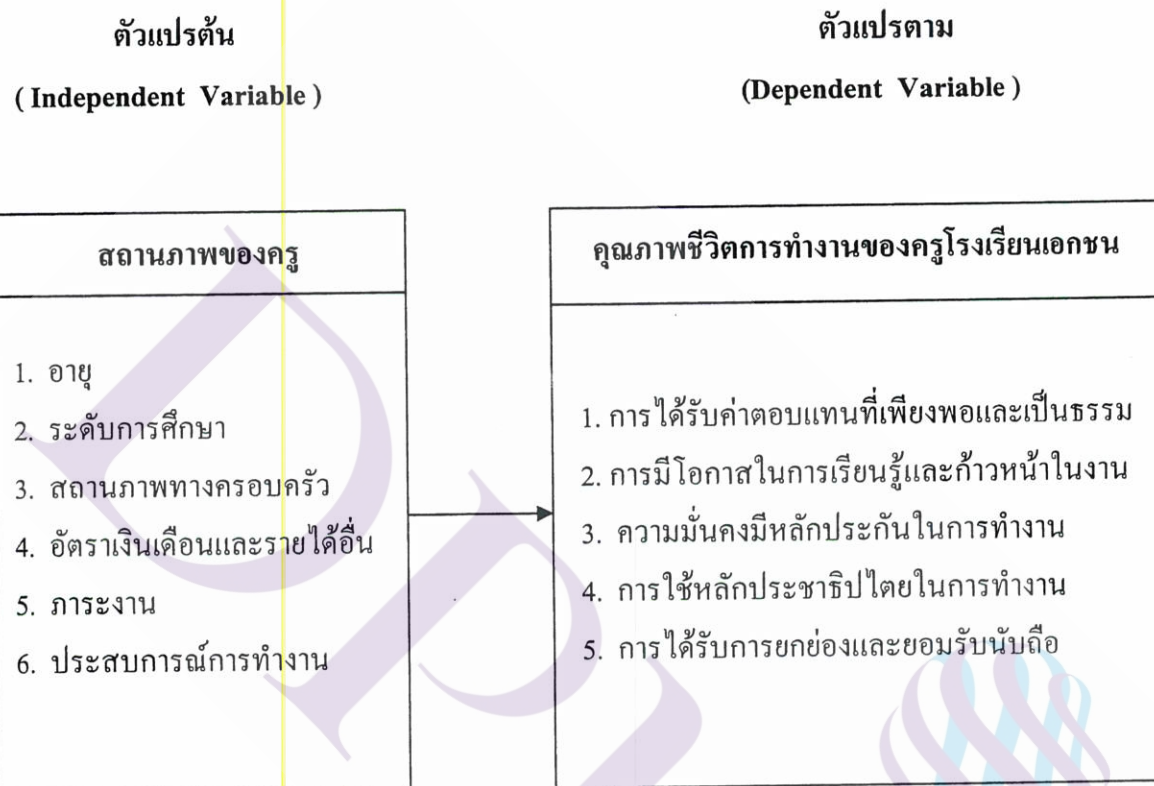 ตัวแปรต้น
( Independent Variable )
สถานภาพของครู
1. อายุ
2. ระดับการศึกษา
3. สถานภาพทางครอบครัว
4. อัตราเงินเดือนและรายได้อื่น
5. ภาระงาน
6. ประสบการณ์การทำงาน
ตัวแปรตาม
(Dependent Variable )
คุณภาพชีวิตการทำงานของครูโรงเรียนเอกชน
1. การได้รับค่าตอบแทนที่เพียงพอและเป็นธรรม
2. การมีโอกาสในการเรียนรู้และก้าวหน้าในงาน
3. ความมั่นคงมีหลักประกันในการทำงาน
4. การใช้หลักประชาธิปไตยในการทำงาน
5. การได้รับการยกย่องและยอมรับนับถือ